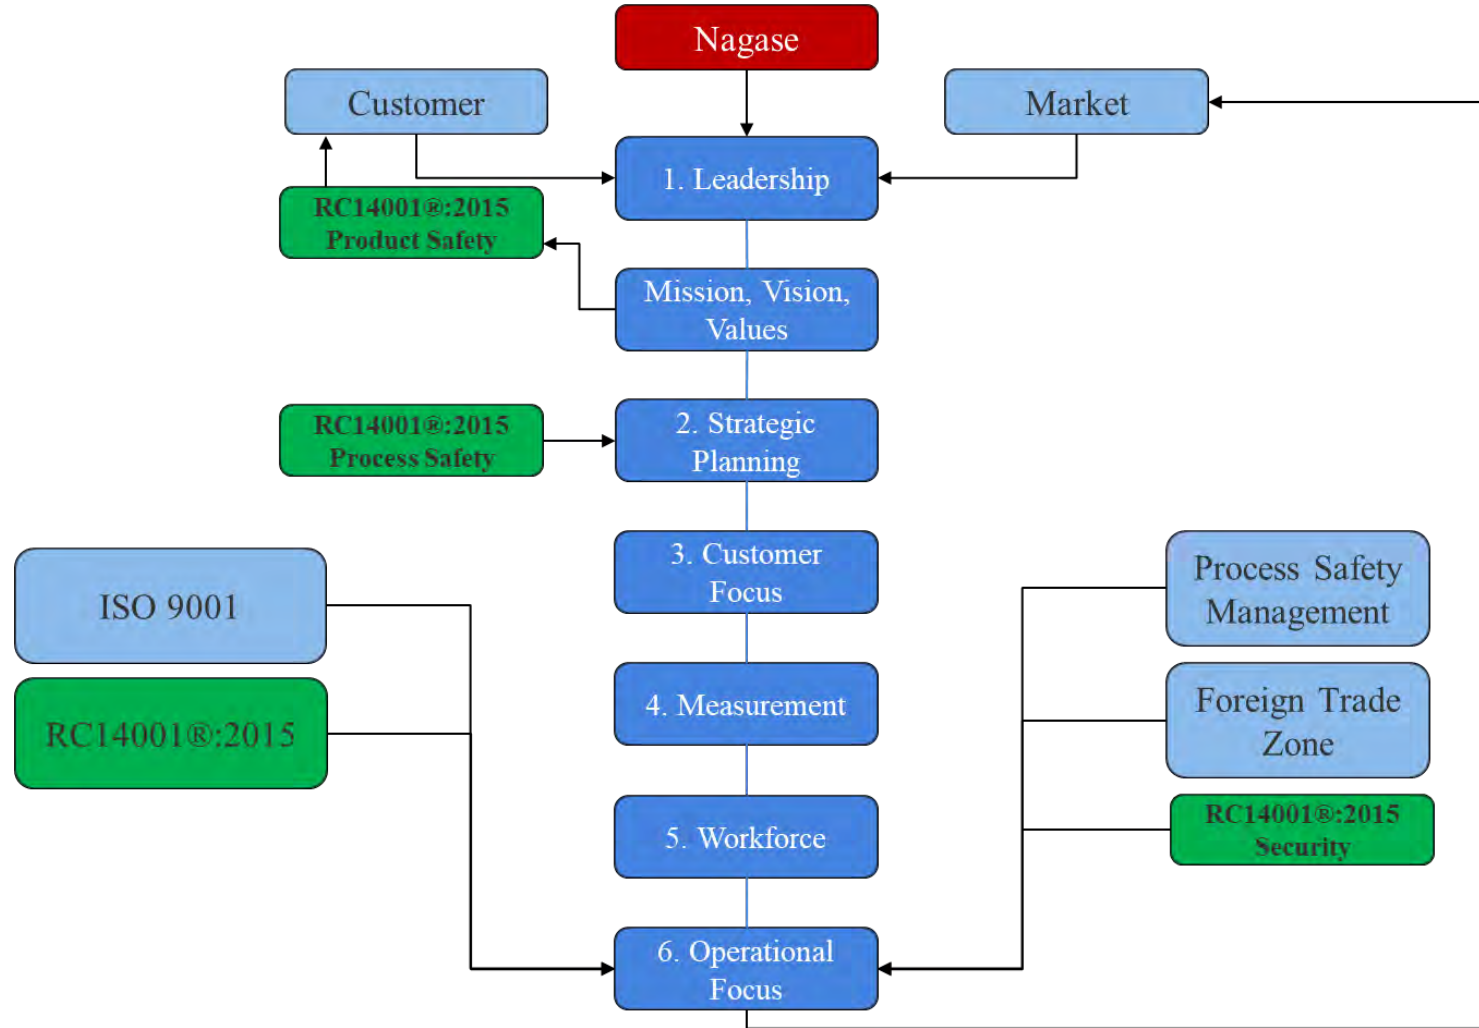 Nagase
Customer
Market
1. Leadership
RC14001®:2015
Product Safety
Mission, Vision,
Values
RC14001®:2015
Process Safety
2. Strategic
Planning
3. Customer
Focus
ISO 9001
Process Safety
Management
RC14001®:2015
4. Measurement
Foreign Trade
Zone
5. Workforce
RC14001®:2015
Security
6. Operational
Focus